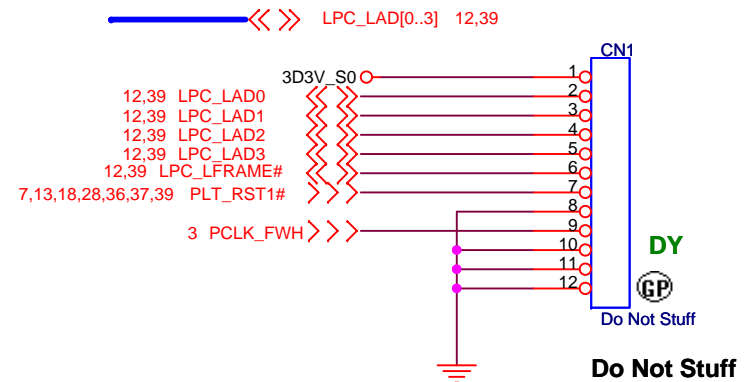 LPC_LAD[0..3] 12,39
CN1
3D3V_S0 1
12,39 LPC_LAD0 2
12,39 LPC_LAD1 3
12,39 LPC_LAD2 4
12,39 LPC_LAD3 5
12,39 LPC_LFRAME# 6
7,13,18,28,36,37,39 PLT_RST1# 7
8
3 PCLK_FWH 9
10
DY
11
12
GP
Do Not Stuff
Do Not Stuff